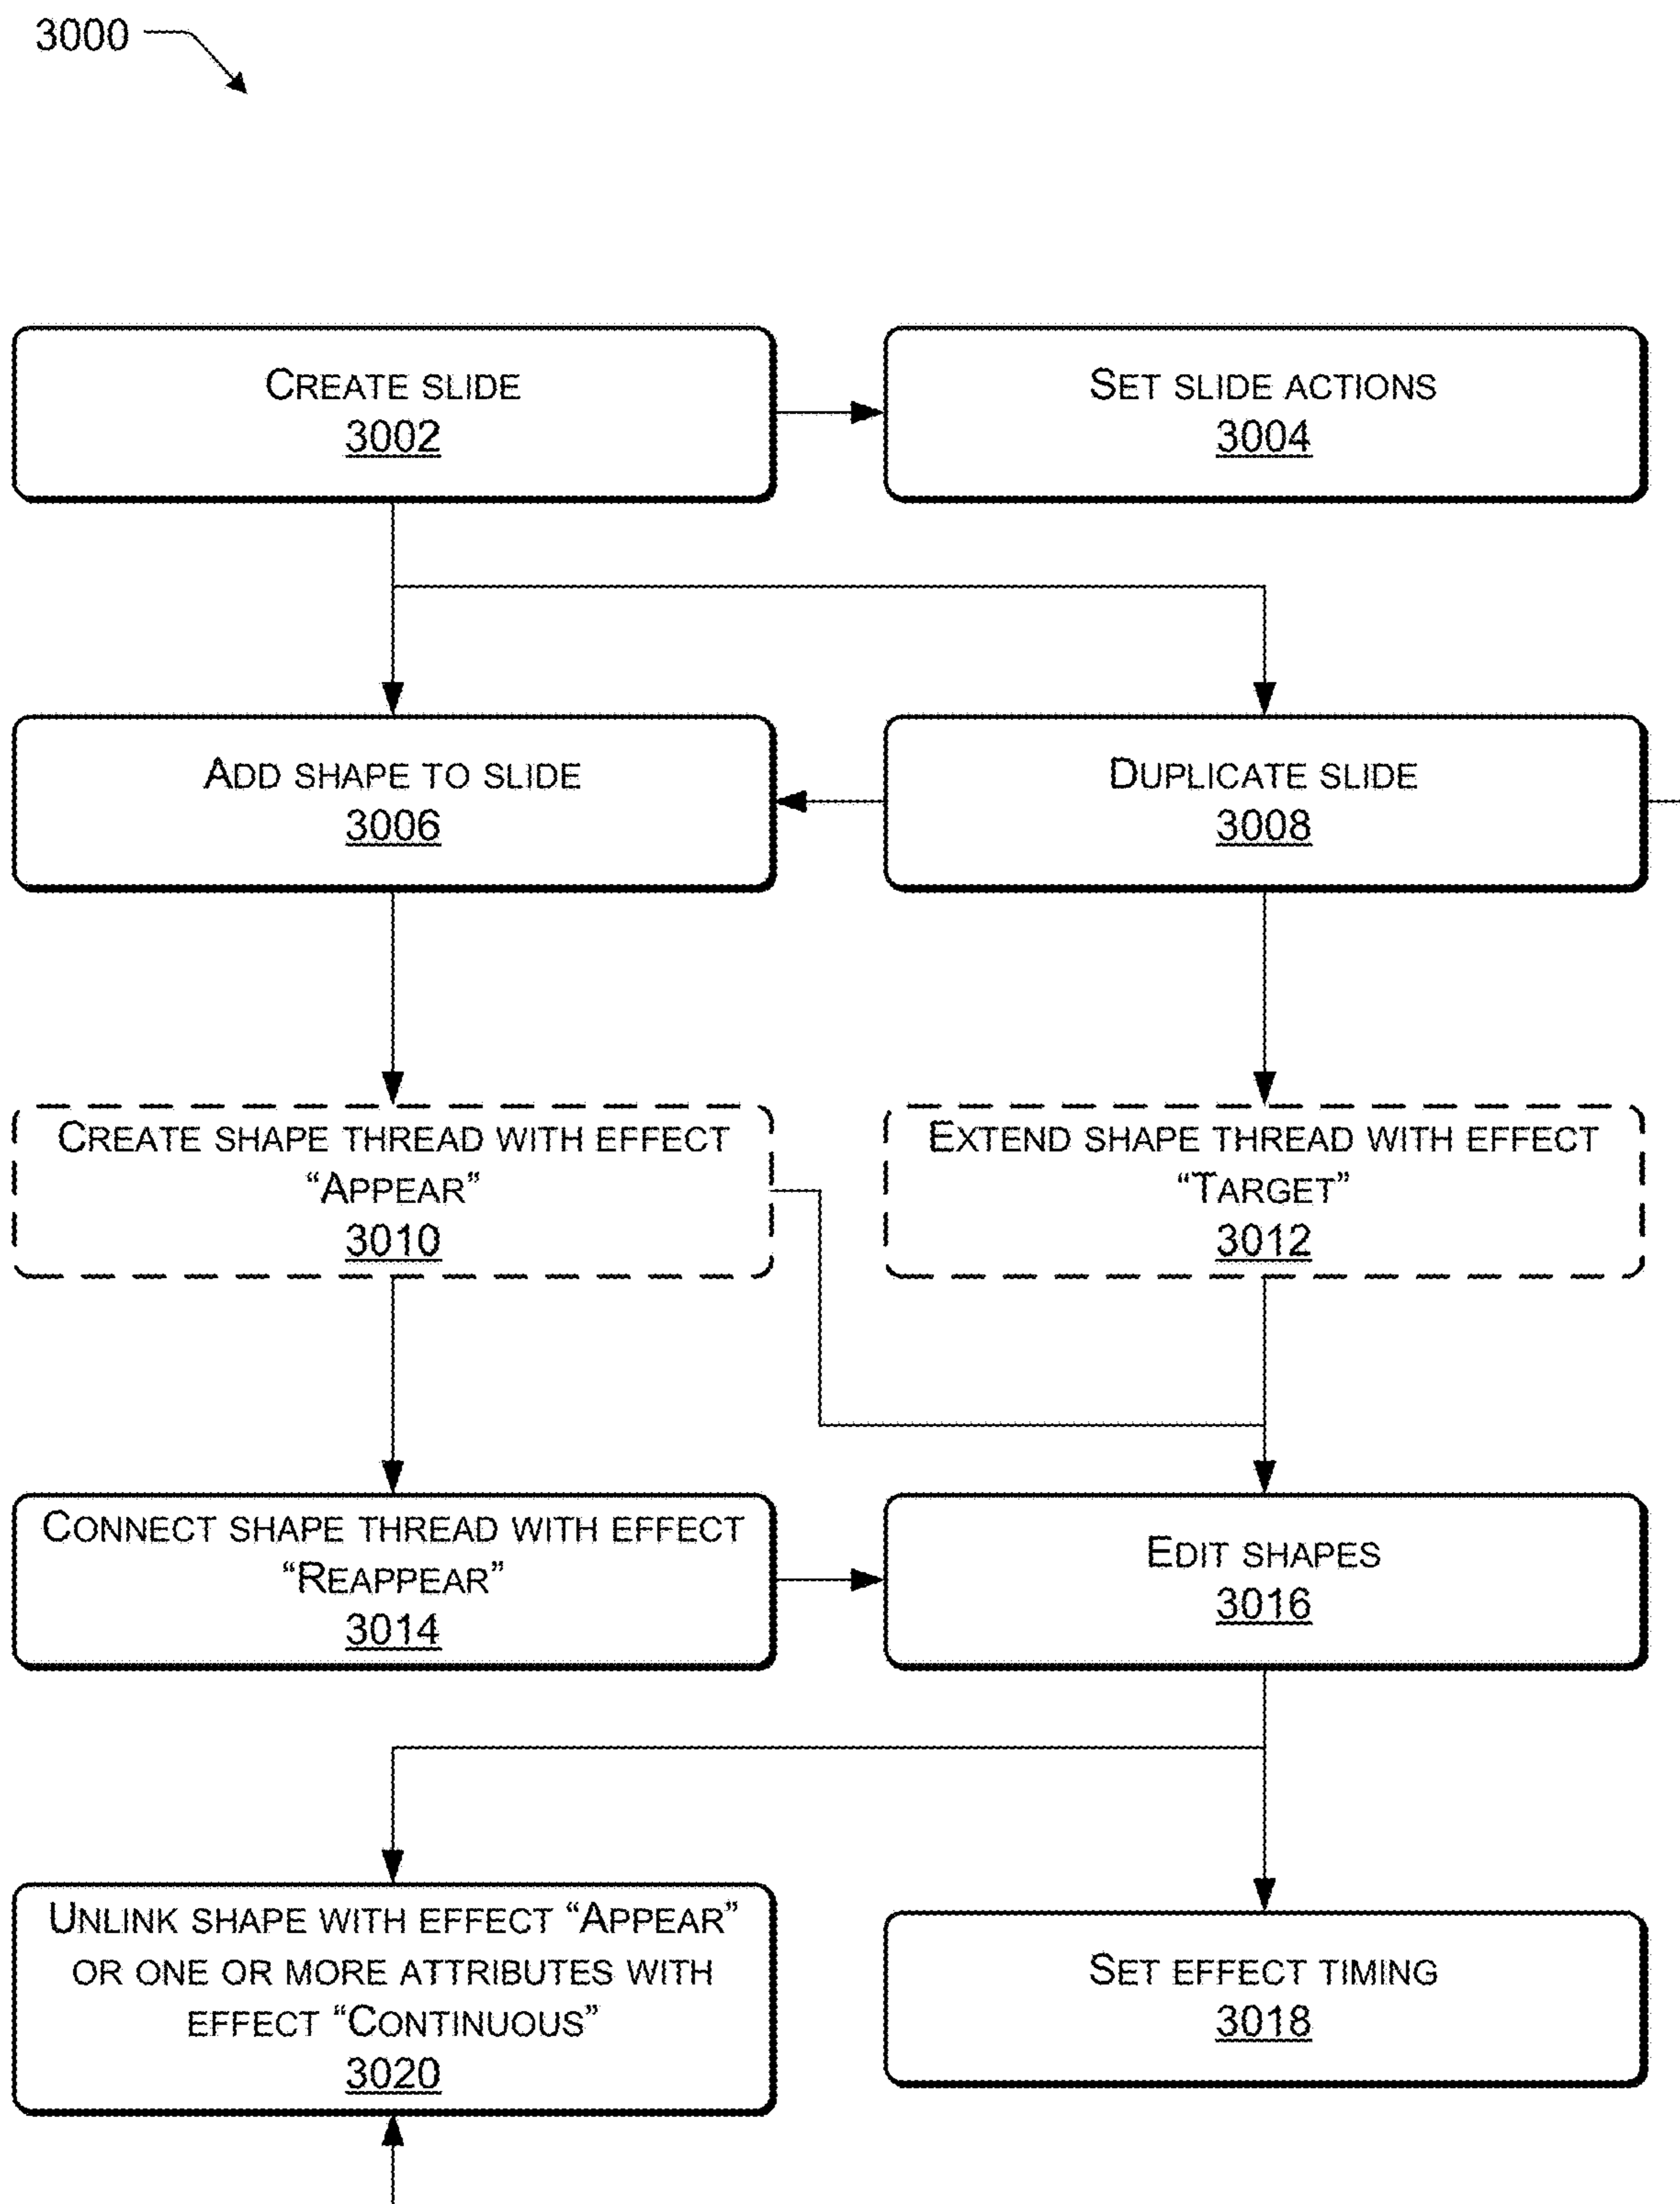 3000
CREATE SLIDE
3002
SET SLIDE ACTIONS
3004
ADD SHAPE TO SLIDE
3006
DUPLICATE SLIDE
3008
CREATE SHAPE THREAD WITH EFFECT
“APPEAR”
3010
EXTEND SHAPE THREAD WITH EFFECT
“TARGET”
3012
CONNECT SHAPE THREAD WITH EFFECT
“REAPPEAR”
3014
EDIT SHAPES
3016
UNLINK SHAPE WITH EFFECT “APPEAR”
OR ONE OR MORE ATTRIBUTES WITH
EFFECT “CONTINUOUS”
3020
SET EFFECT TIMING
3018